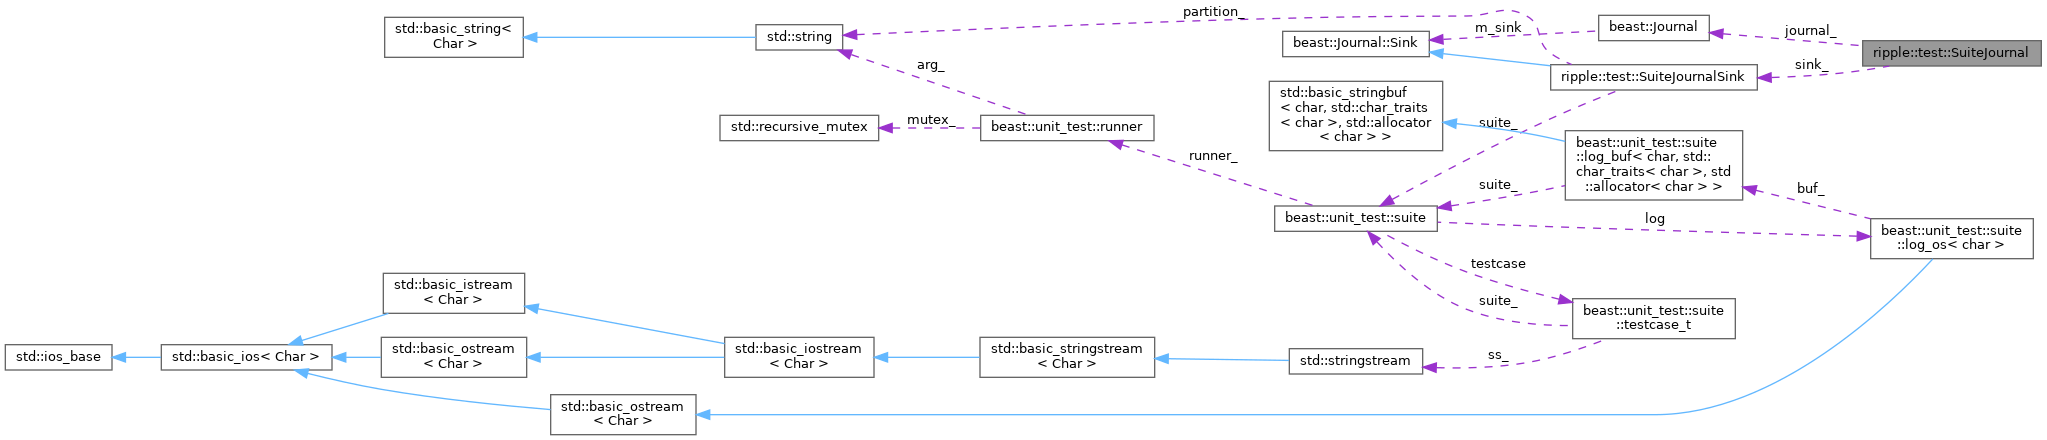 partition_
std::basic_string<
Char >
std::string
m_sink
beast::Journal
journal_
ripple::test::SuiteJournal
beast::Journal::Sink
sink_
arg_
ripple::test::SuiteJournalSink
std::basic_stringbuf
< char, std::char_traits
< char >, std::allocator
< char > >
std::recursive_mutex
mutex_
beast::unit_test::runner
suite_
runner_
beast::unit_test::suite
::log_buf< char, std::
char_traits< char >, std
::allocator< char > >
suite_
buf_
beast::unit_test::suite
log
beast::unit_test::suite
::log_os< char >
testcase
std::basic_istream
< Char >
suite_
beast::unit_test::suite
::testcase_t
std::ios_base
std::basic_ios< Char >
std::basic_ostream
< Char >
std::basic_iostream
< Char >
std::basic_stringstream
< Char >
std::stringstream
ss_
std::basic_ostream
< Char >